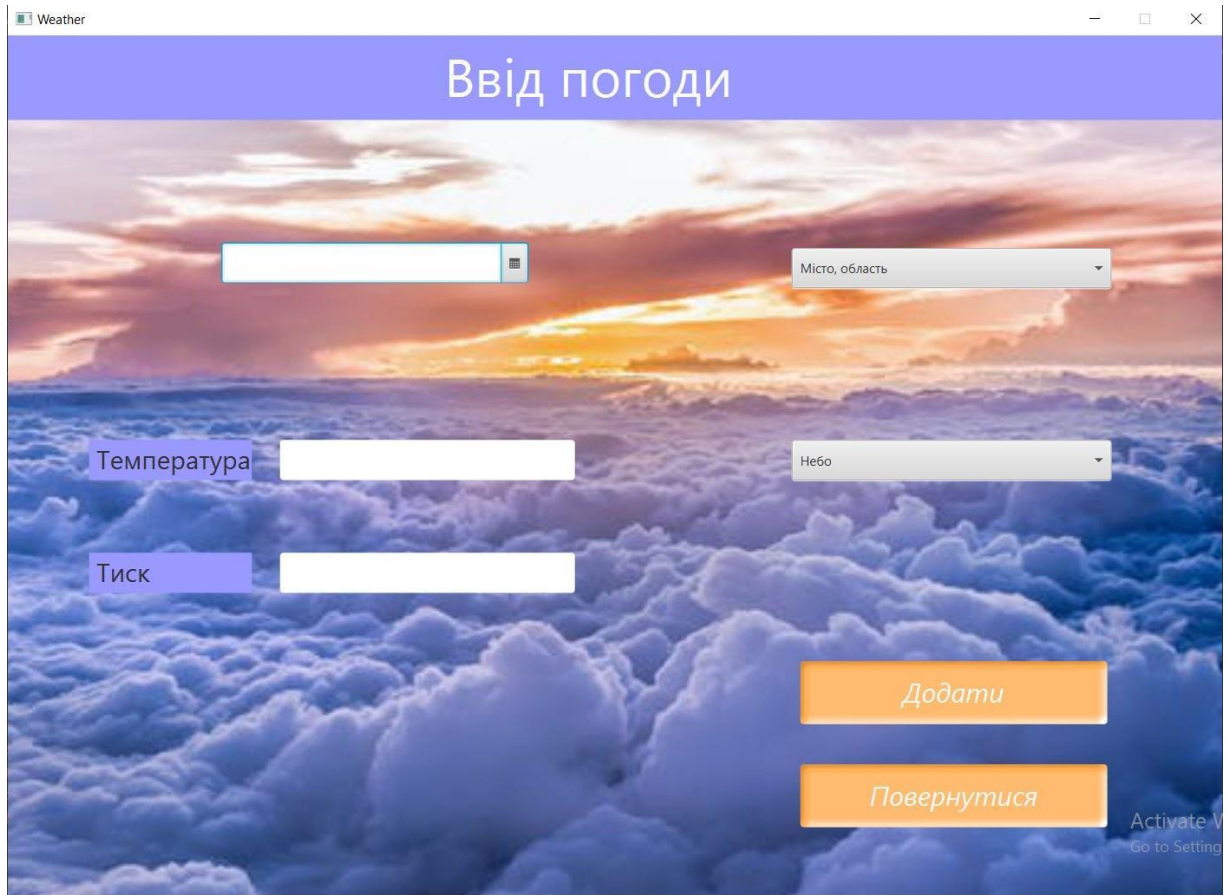 Weather
Ввід погоди
Місто, область
Температура
Небо
Тиск
Додати
Повернутися
Activate
Go to Setting